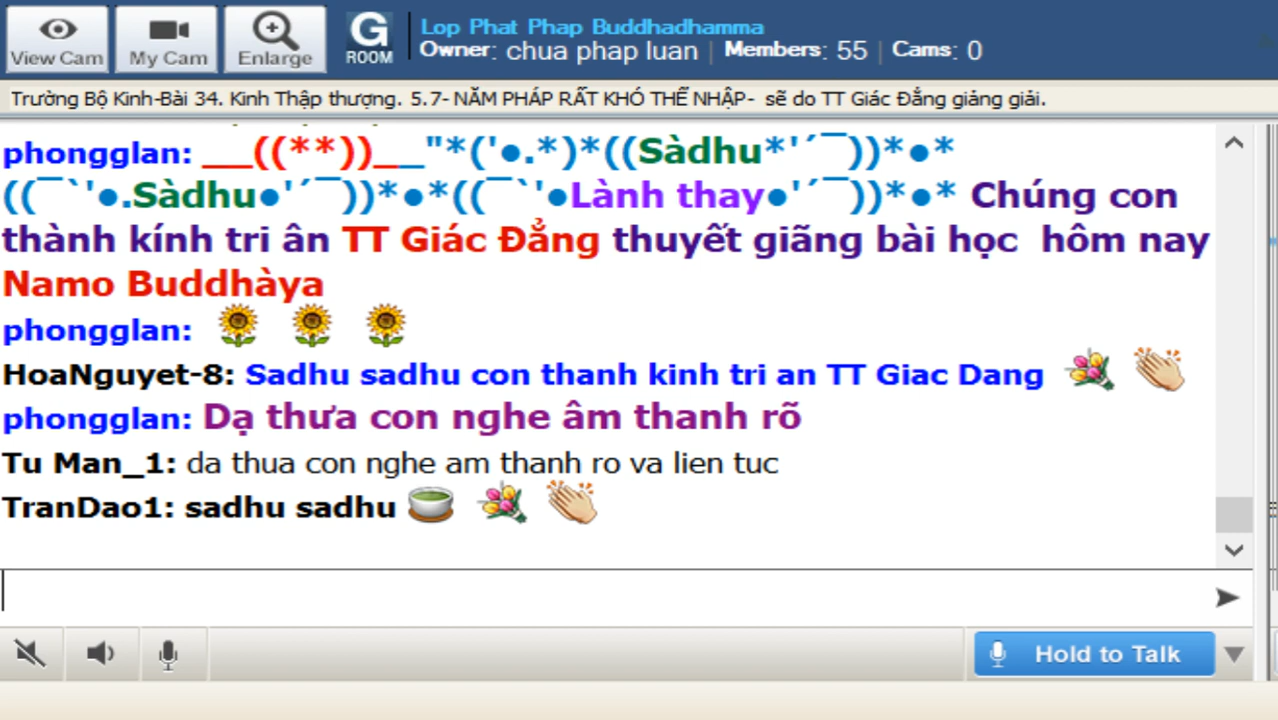 View Cam
My Cam
Enlarge
G
ROOM
Lop Phat Phap Buddhadhamma
Owner: chua phap luan | Members: 55 | Cams: 0
Trường Bộ Kinh-Bài 34. Kinh Thập thượng. 5.7- NĂM PHÁP RẤT KHÓ THỂ NHẬP- sẽ do TT Giác Đẳng giảng giải.
phongglan: __((**))__"*('●.*)*((Sàdhu*'´¯))*●*
((¯`'●.Sàdhu●'´¯))*●*((¯`'●Lành thay●'´¯))*●* Chúng con
thành kính tri ân TT Giác Đẳng thuyết giãng bài học hôm nay
Namo Buddhàya
phongglan:
HoaNguyet-8: Sadhu sadhu con thanh kinh tri an TT Giac Dang
phongglan: Dạ thưa con nghe âm thanh rõ
Tu Man_1: da thua con nghe am thanh ro va lien tuc
TranDao1: sadhu sadhu
Hold to Talk